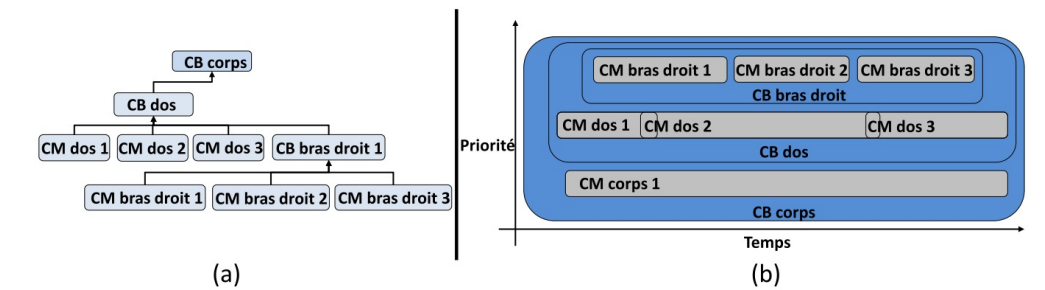 CB corps
CB dos
CM dos 1 CM dos 2 CM dos 3 CB bras droit 1
CM bras droit 1 CM bras droit 2 CM bras droit 3
(a)
Priorité
CM bras droit 1 CM bras droit 2 CM bras droit 3
CB bras droit
CM dos 1 CM dos 2 CM dos 3
CB dos
CM corps 1
CB corps
Temps
(b)